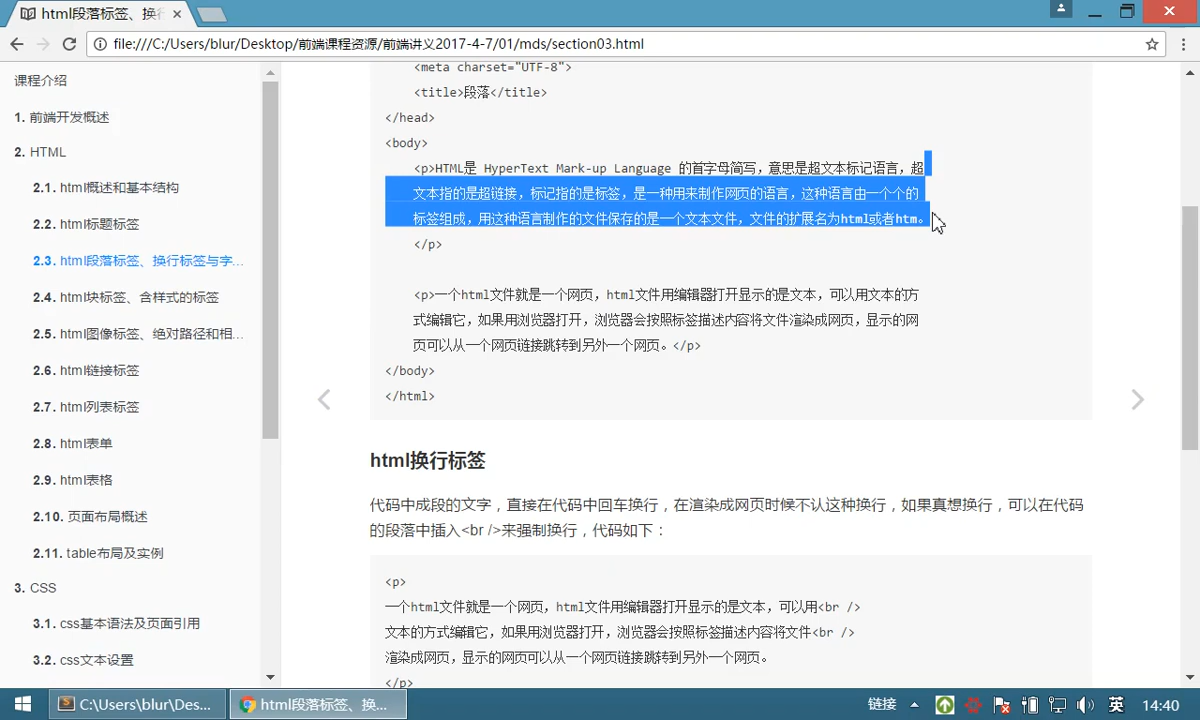 html段落标签、换行
file:///C:/Users/blur/Desktop/前端课程资源/前端讲义2017-4-7/01/mds/section03.html
课程介绍
1. 前端开发概述
2. HTML
2.1. html概述和基本结构
2.2. html标题标签
2.3. html段落标签、换行标签与字...
2.4. html块标签、含样式的标签
2.5. html图像标签、绝对路径和相...
2.6. html链接标签
2.7. html列表标签
2.8. html表单
2.9. html表格
2.10. 页面布局概述
2.11. table布局及实例
3. CSS
3.1. css基本语法及页面引用
3.2. css文本设置
<meta charset="UTF-8">
<title>段落</title>
</head>
<body>
<p>HTML是 HyperText Mark-up Language 的首字母简写，意思是超文本标记语言，超
文本指的是超链接，标记指的是标签，是一种用来制作网页的语言，这种语言由一个个的
标签组成，用这种语言制作的文件保存的是一个文本文件，文件的扩展名为html或者htm。
</p>
<p>一个html文件就是一个网页，html文件用编辑器打开显示的是文本，可以用文本的方
式编辑它，如果用浏览器打开，浏览器会按照标签描述内容将文件渲染成网页，显示的网
页可以从一个网页链接跳转到另外一个网页。</p>
</body>
</html>
html换行标签
代码中成段的文字，直接在代码中回车换行，在渲染成网页时候不认这种换行，如果真想换行，可以在代码
的段落中插入<br />来强制换行，代码如下：
<p>
一个html文件就是一个网页，html文件用编辑器打开显示的是文本，可以用<br />
文本的方式编辑它，如果用浏览器打开，浏览器会按照标签描述内容将文件<br />
渲染成网页，显示的网页可以从一个网页链接跳转到另外一个网页。
</p>
C:\Users\blur\Des...
html段落标签、换...
链接
英
14:40